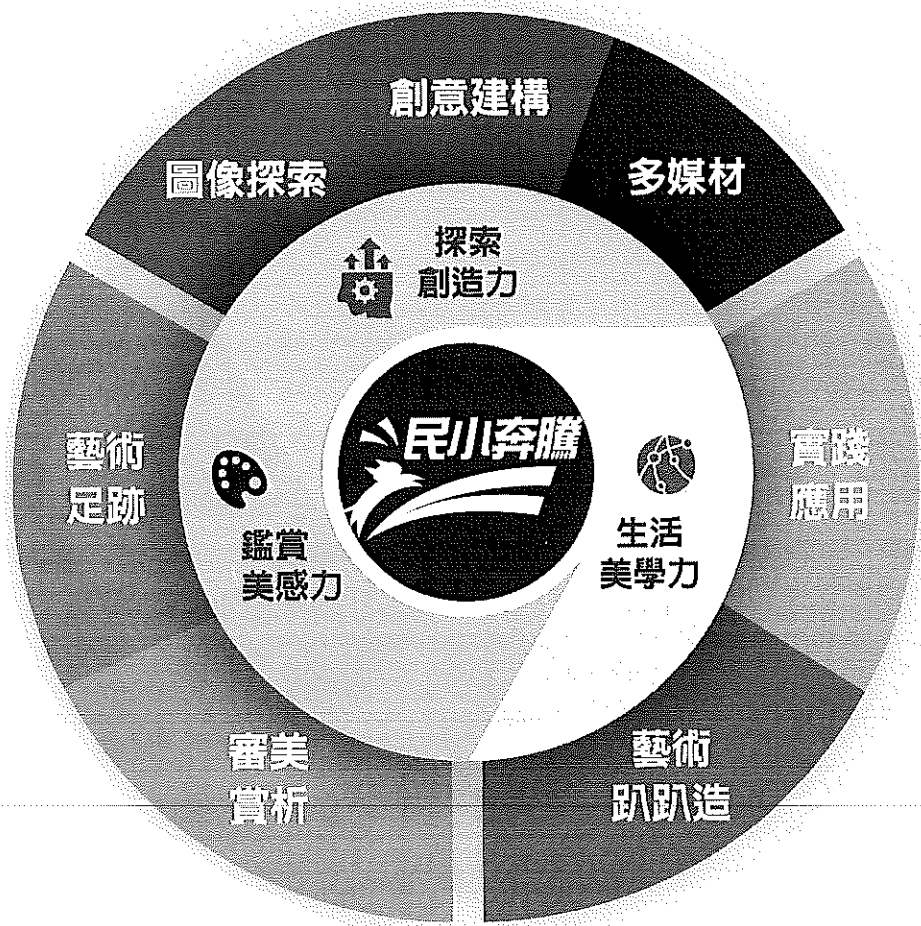 創意建構
圖像探索
多媒材
探索
創造力
民小奔騰
藝術
足跡
實踐
應用
鑑賞
美感力
生活
美學力
審美
賞析
藝術
趴趴造